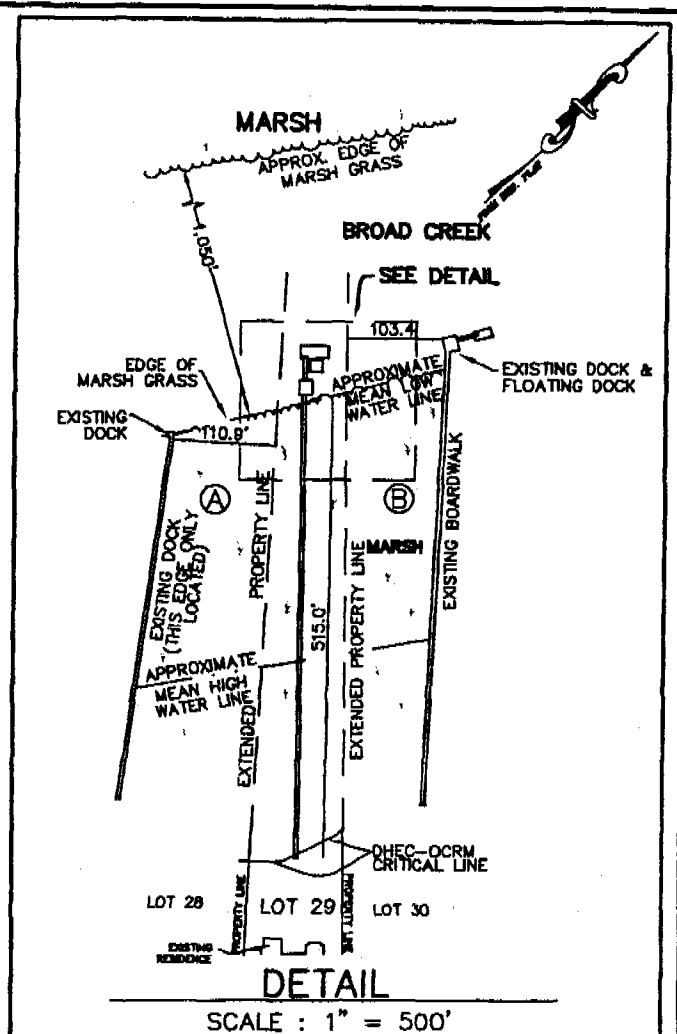 MARSH
APPROX. EDGE OF
MARSH GRASS
1,050'
BROAD CREEK
SEE DETAIL
103.4
EDGE OF
MARSH GRASS
APPROXIMATE
MEAN LOW
WATER LINE
EXISTING DOCK &
FLOATING DOCK
EXISTING
DOCK
110.9'
A
B
EXISTING DOCK
(THIS EDGE ONLY
LOCATED)
EXTENDED PROPERTY LINE
515.0'
EXTENDED PROPERTY LINE
MARSH
EXISTING BOARDWALK
APPROXIMATE
MEAN HIGH
WATER LINE
DHEC-OCRM
CRITICAL LINE
LOT 28
PROPERTY LINE
LOT 29
PROPERTY LINE
LOT 30
EXISTING
RESIDENCE
DETAIL
SCALE : 1" = 500'